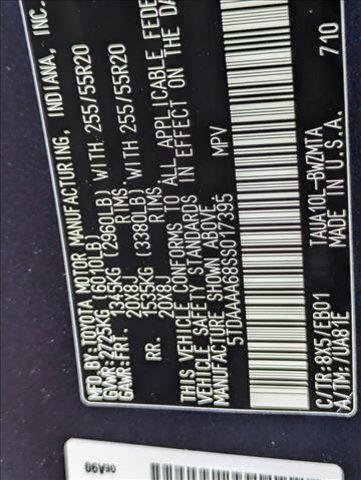 MFD. BY: TOYOTA MOTOR MANUFACTURING, INDIANA, INC.
GVWR: 2725KG (6010LB)
GAWR: FRT. 1345KG (2960LB) WITH 255/55R20
20X8J RIMS,
RR. 1535KG (3380LB) WITH 255/55R20
20X8J RIMS,
THIS VEHICLE CONFORMS TO ALL APPLICABLE FEDE
VEHICLE SAFETY
MANUFACTURE SHOWN ABOVE.
IN EFFECT ON THE DA
5TDAAAA68SS017395 MPV
C/TR: 8X5/EB01 TAUA10L-BWZMTA 710
A/TM: /UA81E MADE IN U.S.A.
06A90